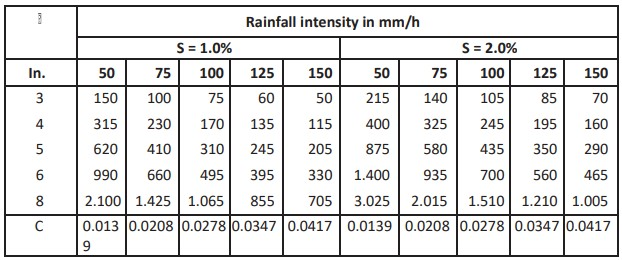 Rainfall intensity in mm/h
S = 1.0% S = 2.0%
In. 50 75 100 125 150 50 75 100 125 150
3 150 100 75 60 50 215 140 105 85 70
4 315 230 170 135 115 400 325 245 195 160
5 620 410 310 245 205 875 580 435 350 290
6 990 660 495 395 330 1.400 935 700 560 465
8 2.100 1.425 1.065 855 705 3.025 2.015 1.510 1.210 1.005
C 0.013 0.0208 0.0278 0.0347 0.0417 0.0139 0.0208 0.0278 0.0347 0.0417
9